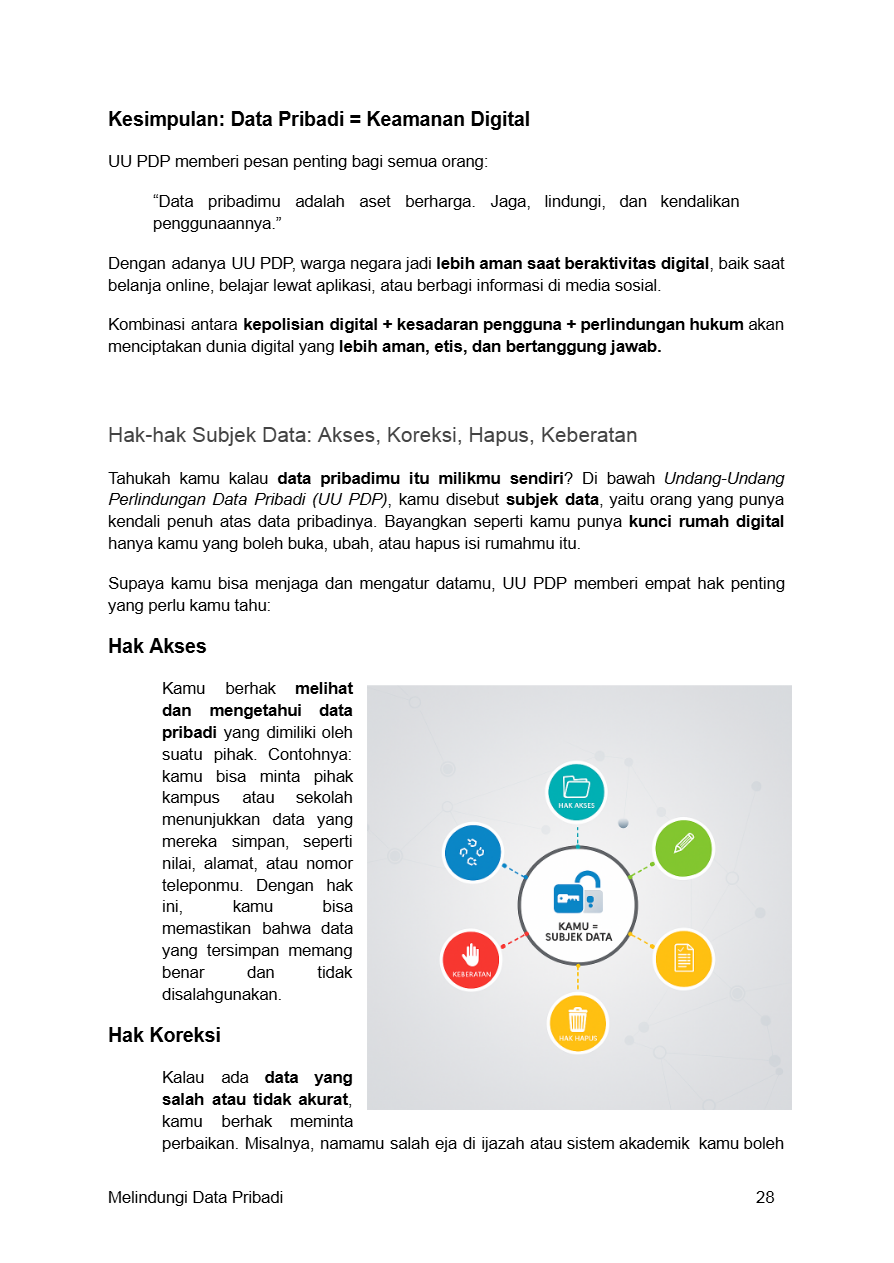 Kesimpulan: Data Pribadi = Keamanan Digital
UU PDP memberi pesan penting bagi semua orang:
“Data pribadimu adalah aset berharga. Jaga, lindungi, dan kendalikan
penggunaannya.”
Dengan adanya UU PDP, warga negara jadi lebih aman saat beraktivitas digital, baik saat
belanja online, belajar lewat aplikasi, atau berbagi informasi di media sosial.
Kombinasi antara kepolisian digital + kesadaran pengguna + perlindungan hukum akan
menciptakan dunia digital yang lebih aman, etis, dan bertanggung jawab.
Hak-hak Subjek Data: Akses, Koreksi, Hapus, Keberatan
Tahukah kamu kalau data pribadimu itu milikmu sendiri? Di bawah Undang-Undang
Perlindungan Data Pribadi (UU PDP), kamu disebut subjek data, yaitu orang yang punya
kendali penuh atas data pribadinya. Bayangkan seperti kamu punya kunci rumah digital
hanya kamu yang boleh buka, ubah, atau hapus isi rumahmu itu.
Supaya kamu bisa menjaga dan mengatur datamu, UU PDP memberi empat hak penting
yang perlu kamu tahu:
Hak Akses
Kamu berhak melihat
dan mengetahui data
pribadi yang dimiliki oleh
suatu pihak. Contohnya:
kamu bisa minta pihak
kampus atau sekolah
menunjukkan data yang
mereka simpan, seperti
nilai, alamat, atau nomor
teleponmu. Dengan hak
ini, kamu bisa
memastikan bahwa data
yang tersimpan memang
benar dan tidak
disalahgunakan.
HAK AKSES
KAMU =
SUBJEK DATA
KEBERATAN
HAK HAPUS
Hak Koreksi
Kalau ada data yang
salah atau tidak akurat,
kamu berhak meminta
perbaikan. Misalnya, namamu salah eja di ijazah atau sistem akademik kamu boleh
Melindungi Data Pribadi 28